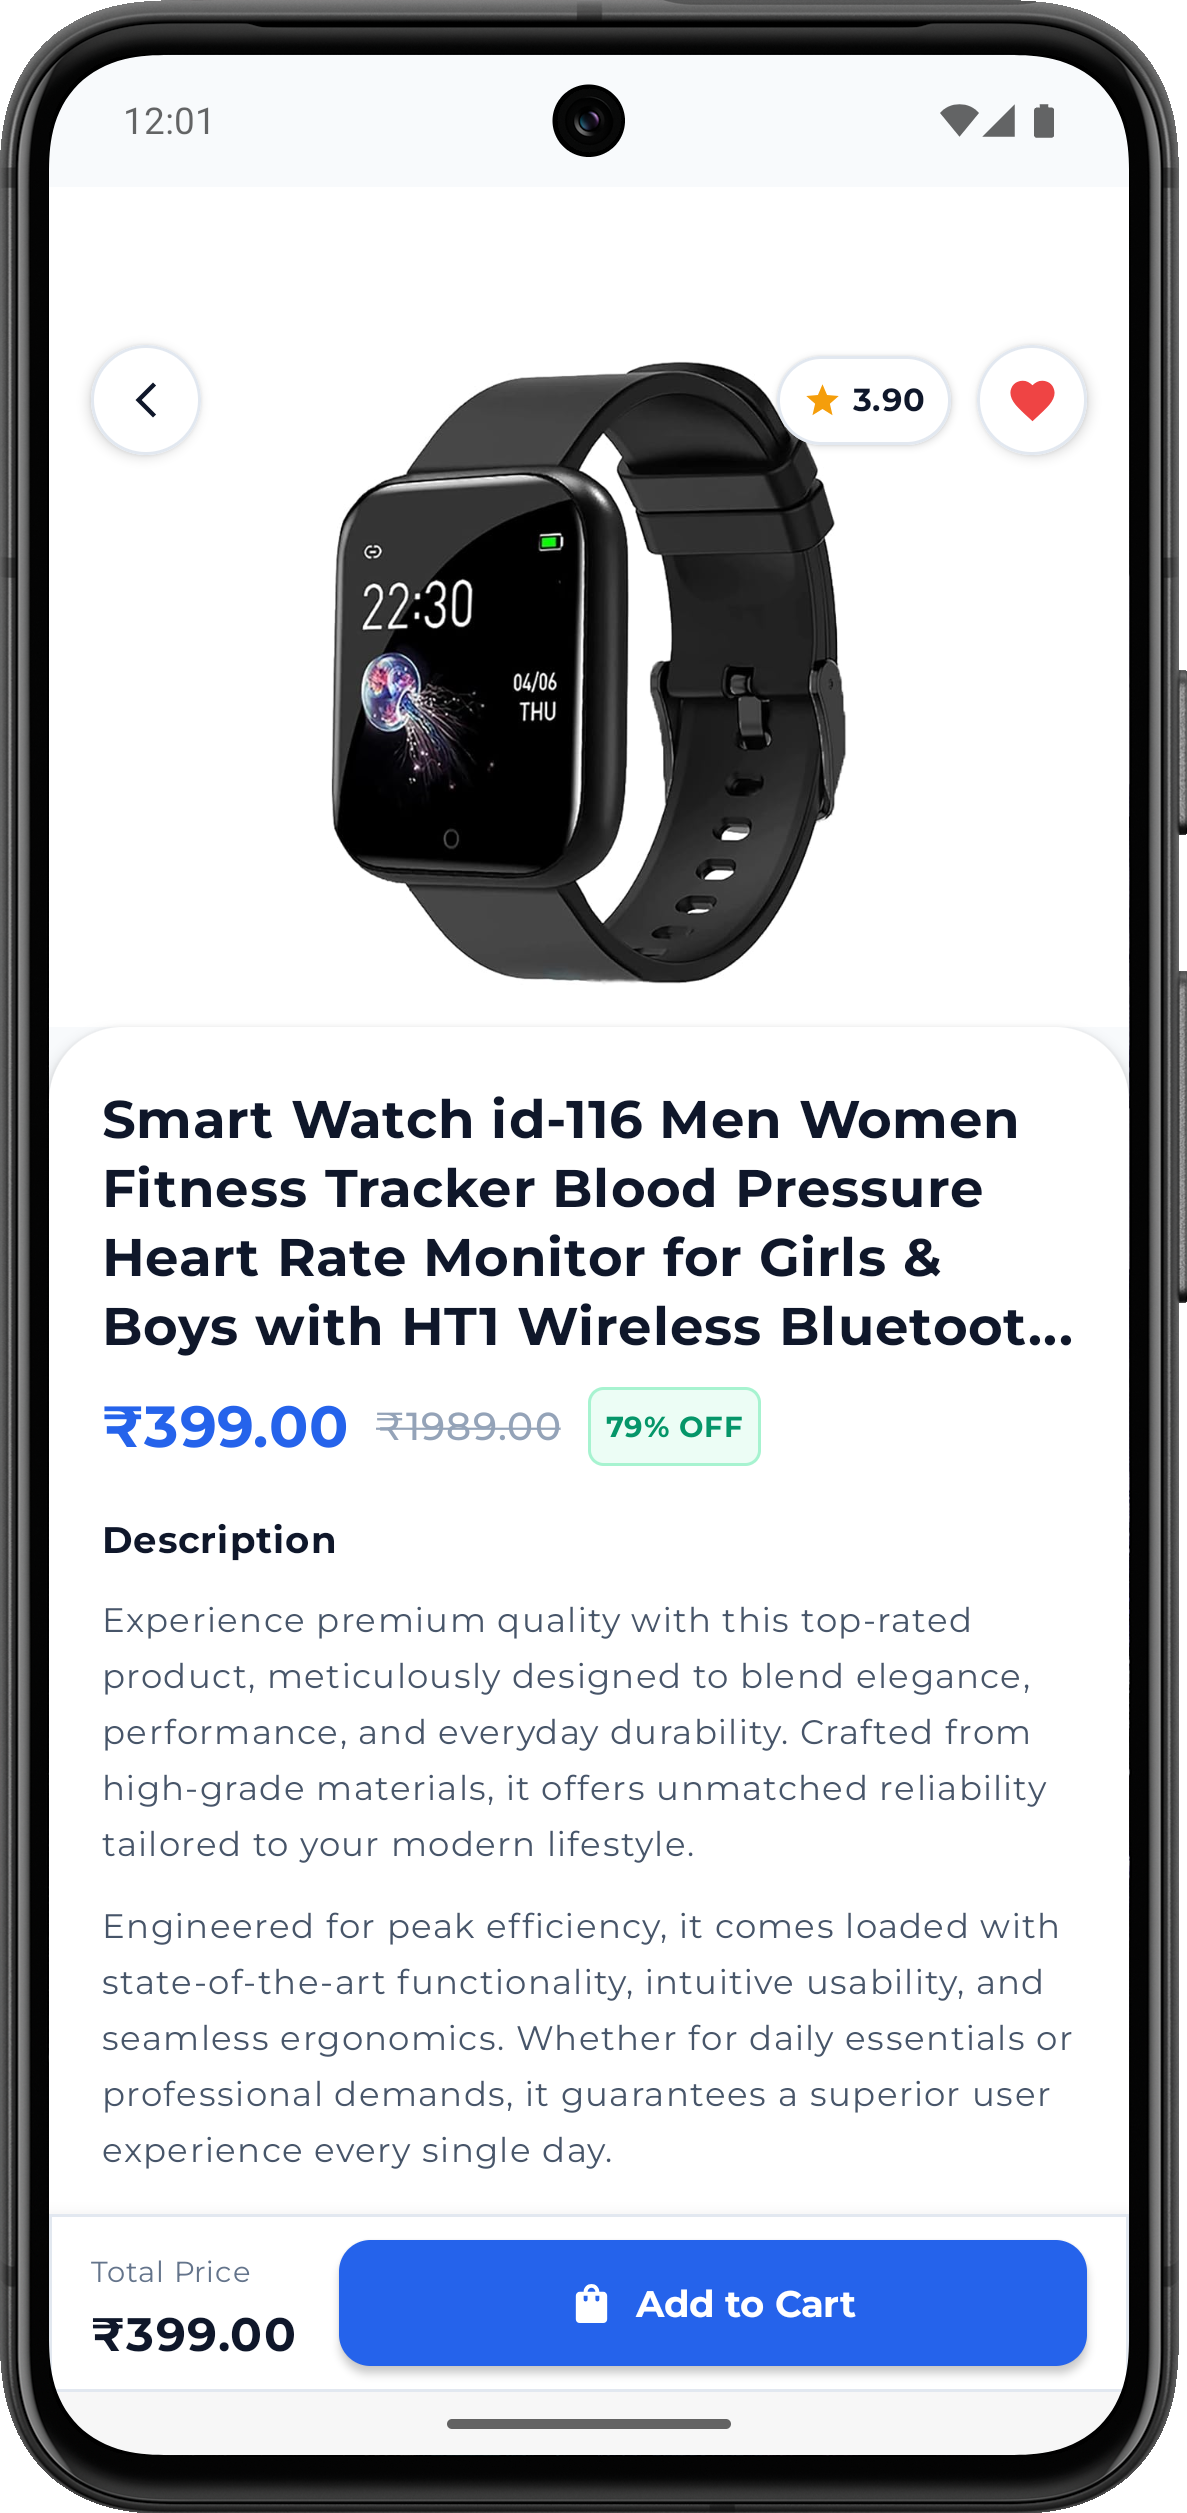 12:01
3.90
22:30
04/06
THU
Smart Watch id-116 Men Women
Fitness Tracker Blood Pressure
Heart Rate Monitor for Girls &
Boys with HT1 Wireless Bluetoot...
₹399.00 ₹1989.00 79% OFF
Description
Experience premium quality with this top-rated
product, meticulously designed to blend elegance,
performance, and everyday durability. Crafted from
high-grade materials, it offers unmatched reliability
tailored to your modern lifestyle.
Engineered for peak efficiency, it comes loaded with
state-of-the-art functionality, intuitive usability, and
seamless ergonomics. Whether for daily essentials or
professional demands, it guarantees a superior user
experience every single day.
Total Price
₹399.00
Add to Cart